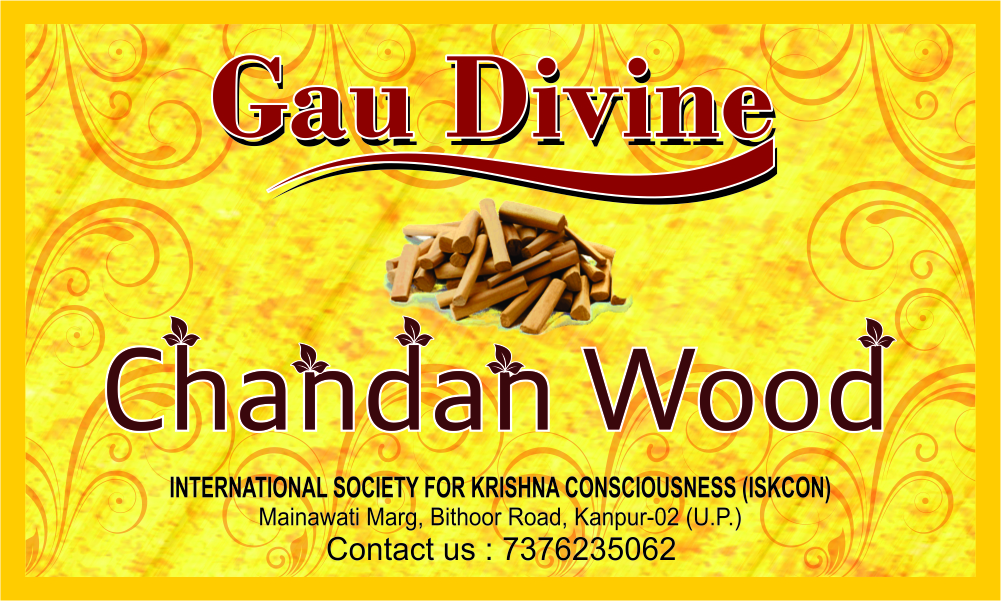 Gau Divine
Chandan Wood
INTERNATIONAL SOCIETY FOR KRISHNA CONSCIOUSNESS (ISKCON)
Mainawati Marg, Bithoor Road, Kanpur-02 (U.P.)
Contact us : 7376235062